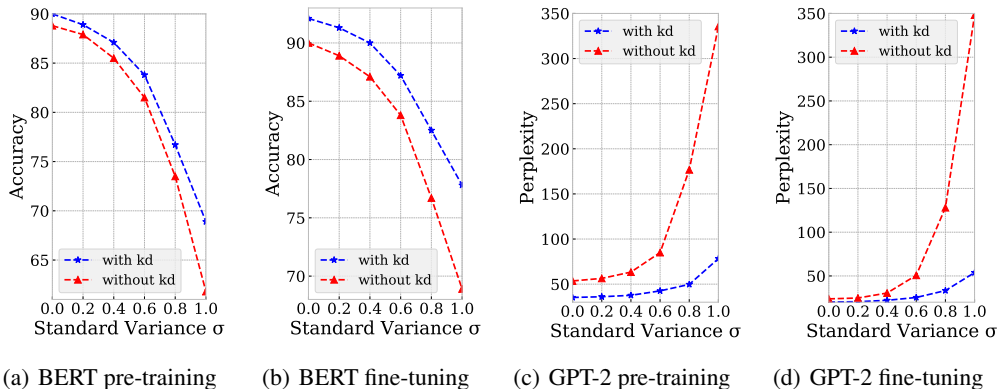 90
85
80
75
70
65
Accuracy
with kd
without kd
0.0 0.2 0.4 0.6 0.8 1.0
Standard Variance σ
(a) BERT pre-training
90
85
80
75
70
Accuracy
with kd
without kd
0.0 0.2 0.4 0.6 0.8 1.0
Standard Variance σ
(b) BERT fine-tuning
350
300
250
200
150
100
50
Perplexity
with kd
without kd
0.0 0.2 0.4 0.6 0.8 1.0
Standard Variance σ
(c) GPT-2 pre-training
350
300
250
200
150
100
50
Perplexity
with kd
without kd
0.0 0.2 0.4 0.6 0.8 1.0
Standard Variance σ
(d) GPT-2 fine-tuning